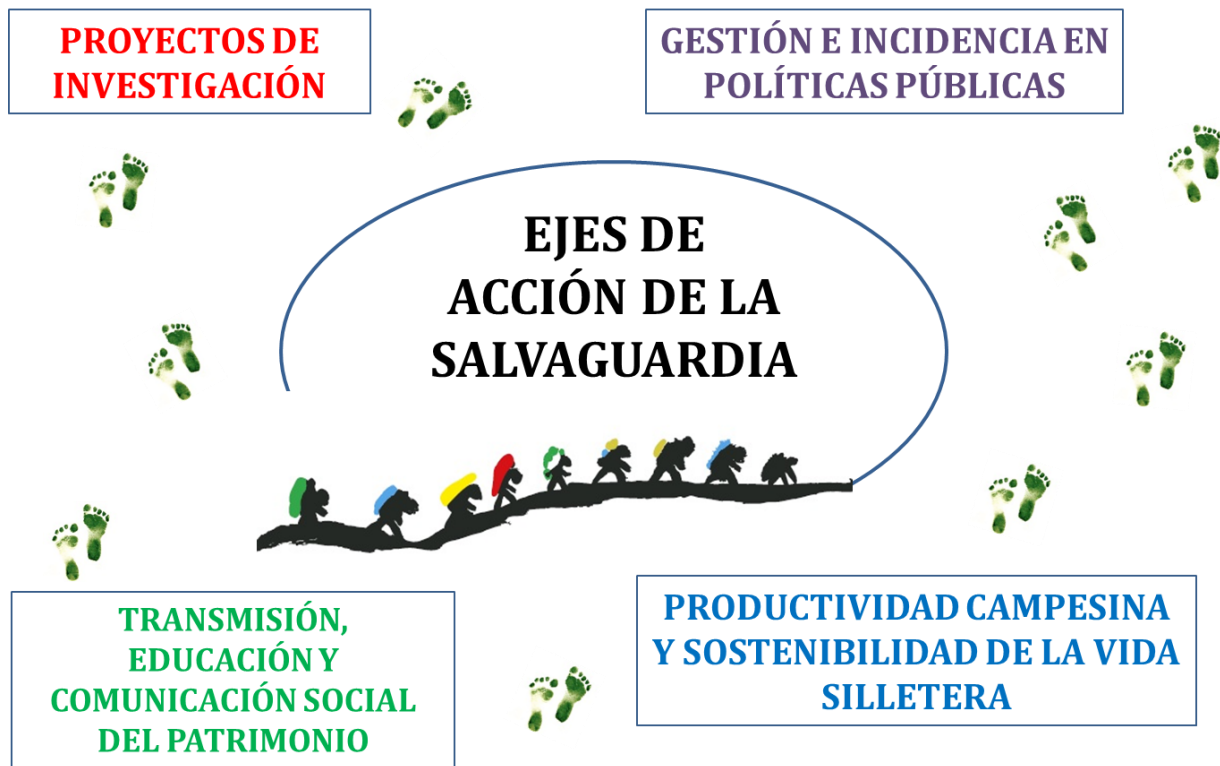 PROYECTOS DE
INVESTIGACIÓN
GESTIÓN E INCIDENCIA EN
POLÍTICAS PÚBLICAS
EJES DE
ACCIÓN DE LA
SALVAGUARDIA
TRANSMISIÓN,
EDUCACIÓN Y
COMUNICACIÓN SOCIAL
DEL PATRIMONIO
PRODUCTIVIDAD CAMPESINA
Y SOSTENIBILIDAD DE LA VIDA
SILLETERA